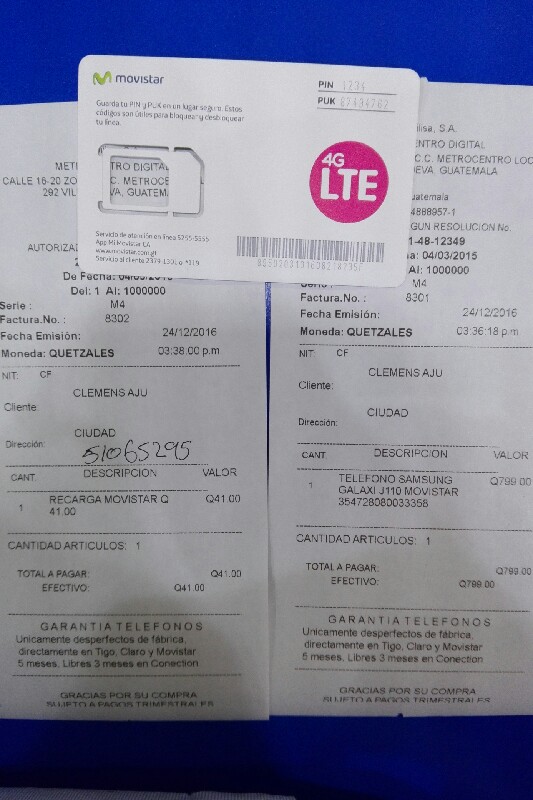 movistar
PIN 1234
PUK
Guarda tu PIN y PUK en un lugar seguro. Estos
códigos son útiles para bloquear y desbloquear
tu línea.
4G
LTE
Servicio de atención en línea
App Mi Movistar CA
www.movistar.com.gt
Servicio al cliente
TRO DIGITAL
C.C. METROCE
VA, GUATEM
CALLE 16-20 ZO
292 VIL
AUTORIZA
De Fecha: 04/03/2015
Del: 1 Al: 1000000
Serie : M4
Factura.No. : 8302
Fecha Emisión: 24/12/2016
Moneda: QUETZALES 03:38:00 p.m
NIT: CF
CLEMENS AJU
Cliente:
CIUDAD
Dirección: 51065295
CANT. DESCRIPCION VALOR
1 RECARGA MOVISTAR Q Q41.00
41.00
CANTIDAD ARTICULOS: 1
TOTAL A PAGAR: Q41.00
EFECTIVO: Q41.00
GARANTIA TELEFONOS
Unicamente desperfectos de fábrica,
directamente en Tigo, Claro y Movistar
5 meses, Libres 3 meses en Conection
GRACIAS POR SU COMPRA
SUJETO A PAGOS TRIMESTRALES
ilisa, S.A.
ENTRO DIGITAL
C.C. METROCENTRO LOC
EVA, GUATEMALA
uatemala
4888957-1
GUN RESOLUCION No.
1-48-12349
a: 04/03/2015
Al: 1000000
Serie : M4
Factura.No. : 8301
Fecha Emisión: 24/12/2016
Moneda: QUETZALES 03:36:18 p.m
NIT: CF
CLEMENS AJU
Cliente:
CIUDAD
Dirección:
CANT. DESCRIPCION VALOR
1 TELEFONO SAMSUNG Q799.00
GALAXI J110 MOVISTAR
354728080033358
CANTIDAD ARTICULOS: 1
TOTAL A PAGAR: Q799.00
EFECTIVO: Q799.00
GARANTIA TELEFONOS
Unicamente desperfectos de fábrica,
directamente en Tigo, Claro y Movistar
5 meses, Libres 3 meses en Conection
GRACIAS POR SU COMPRA
SUJETO A PAGOS TRIMESTRALES